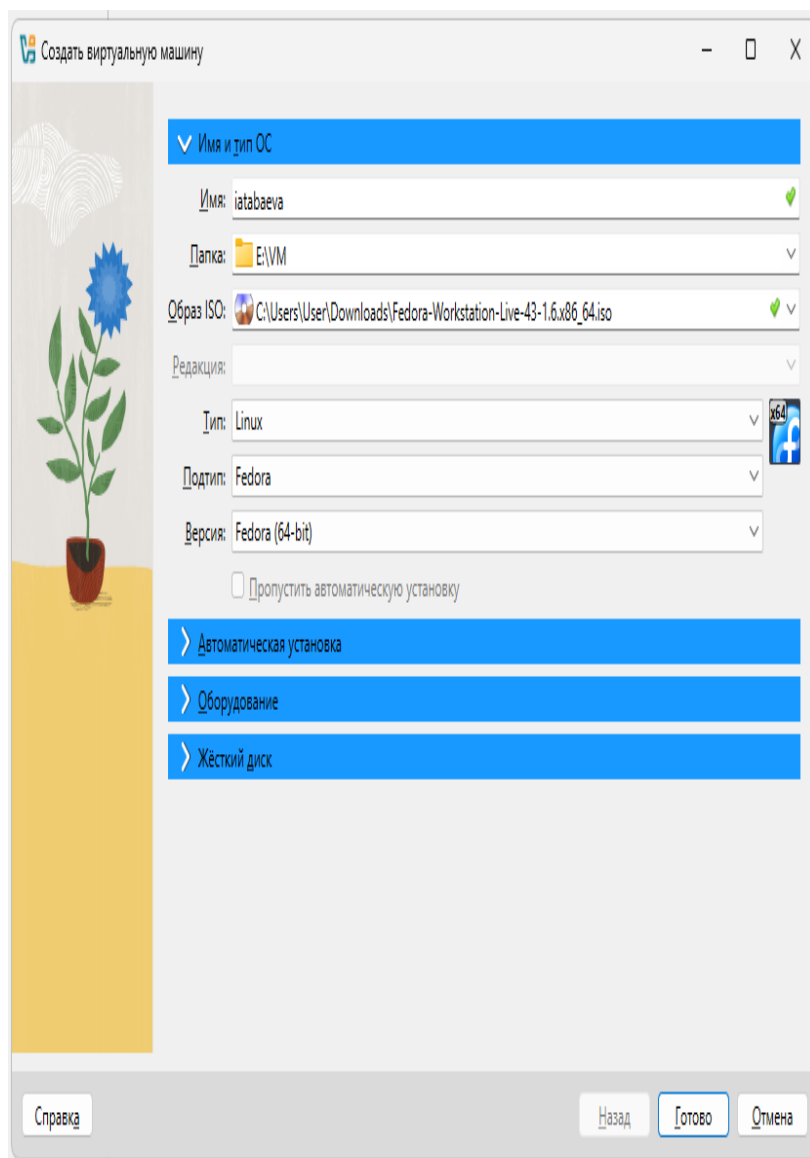 Создать виртуальную машину
Имя и тип ОС
Имя: iatabaeva
Папка: E:\VM
Образ ISO: C:\Users\User\Downloads\Fedora-Workstation-Live-43-1.6.x86_64.iso
Редакция:
Тип: Linux
x64
Подтип: Fedora
Версия: Fedora (64-bit)
Пропустить автоматическую установку
Автоматическая установка
Оборудование
Жёсткий диск
Справка Назад Готово Отмена